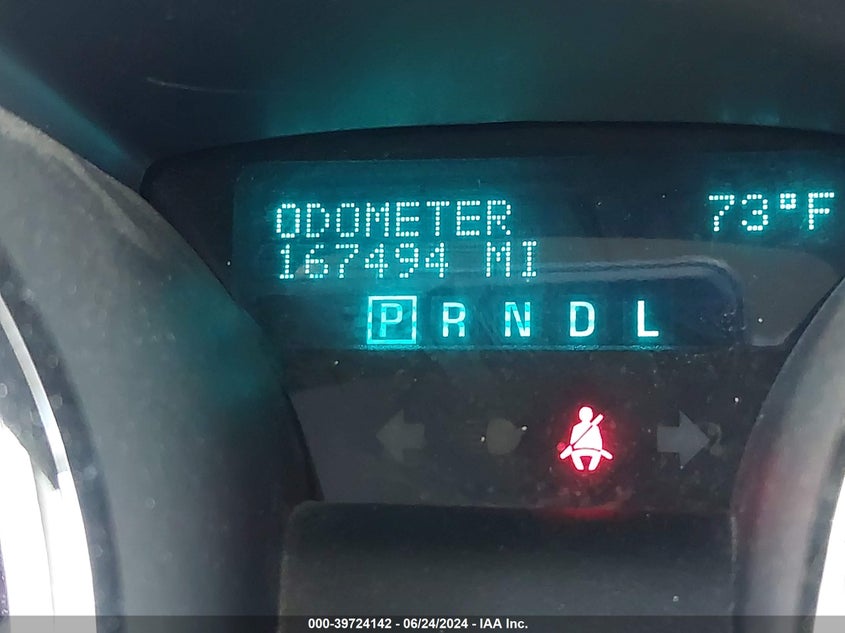 ODOMETER 73°F
167494 MI
P R N D L
000-39724142 - 06/24/2024 - IAA Inc.